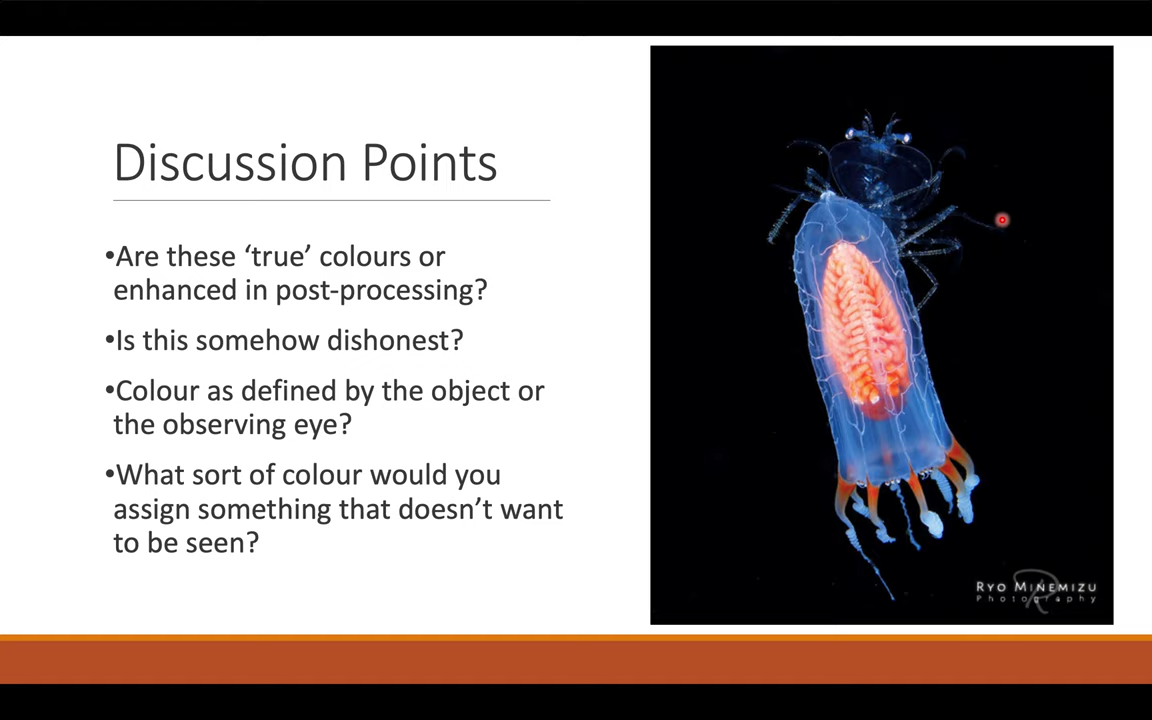 Discussion Points
•Are these ‘true’ colours or
enhanced in post-processing?
•Is this somehow dishonest?
•Colour as defined by the object or
the observing eye?
•What sort of colour would you
assign something that doesn’t want
to be seen?
RYO MINEMIZU
Photography